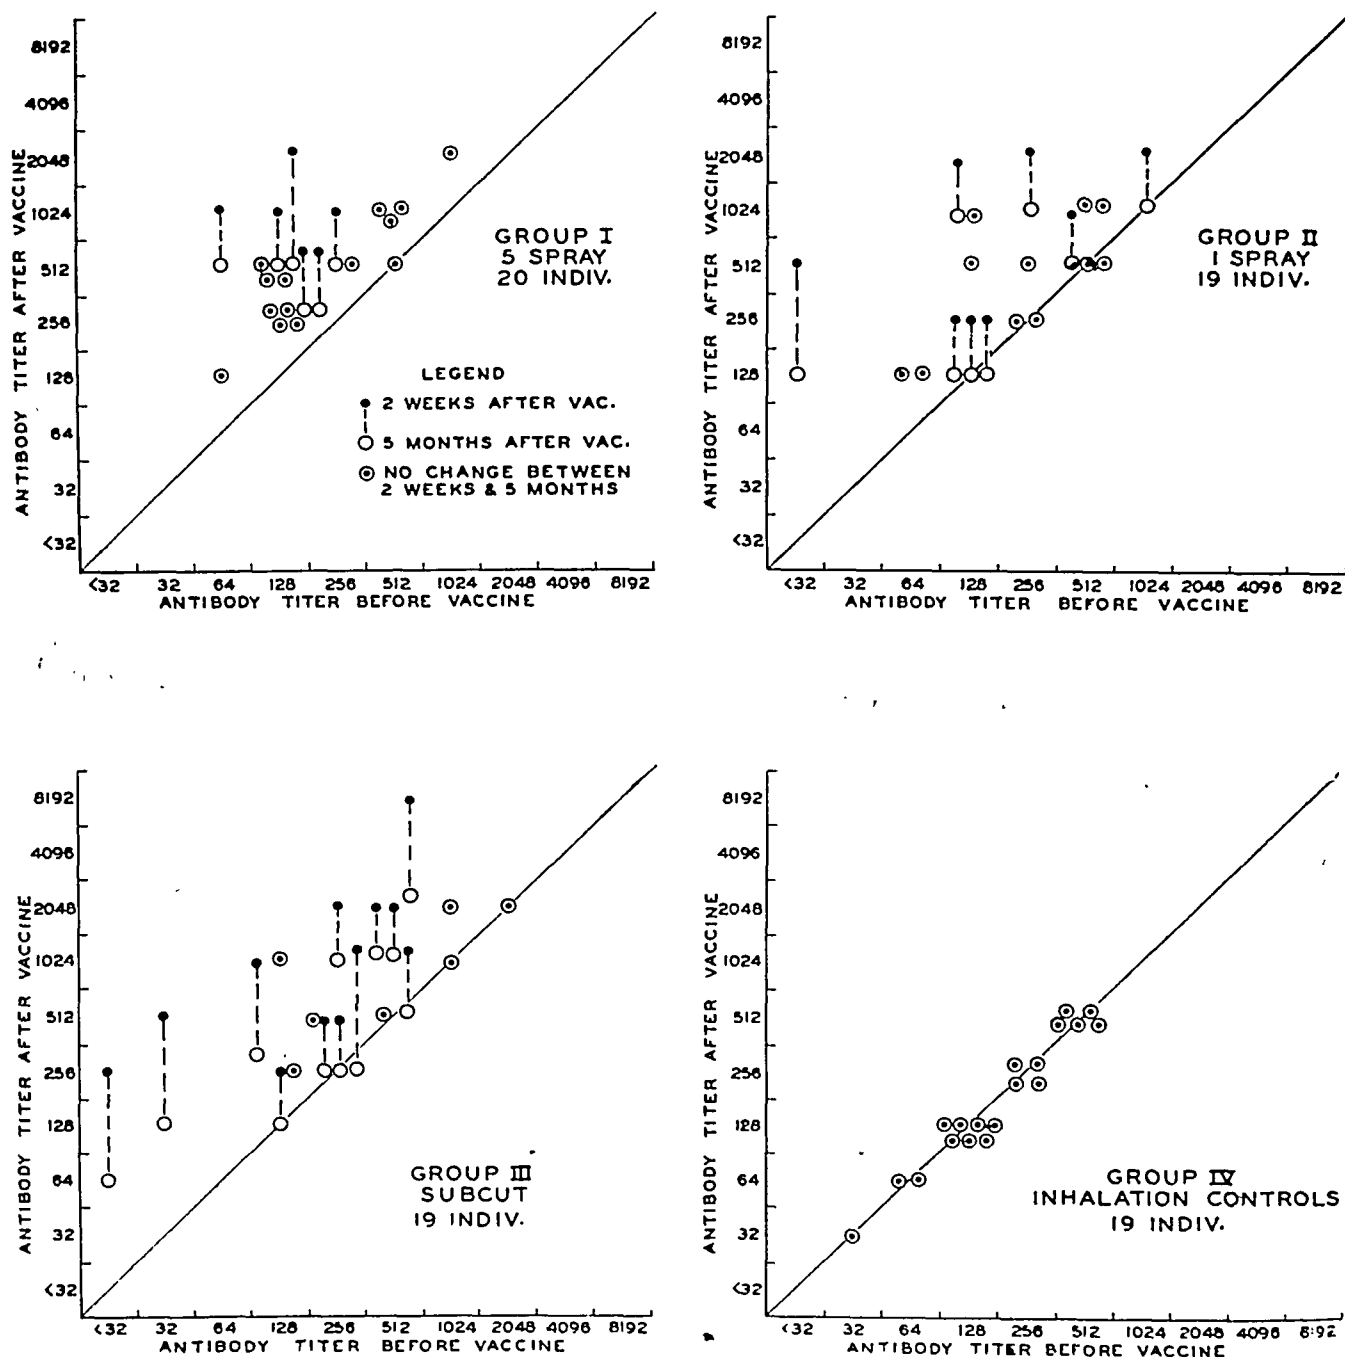 8192
4096
2048
1024
512
256
128
64
32
<32
ANTIBODY TITER AFTER VACCINE
GROUP I
5 SPRAY
20 INDIV.
LEGEND
2 WEEKS AFTER VAC.
5 MONTHS AFTER VAC.
NO CHANGE BETWEEN
2 WEEKS & 5 MONTHS
<32 32 64 128 256 512 1024 2048 4096 8192
ANTIBODY TITER BEFORE VACCINE
8192
4096
2048
1024
512
256
128
64
32
<32
ANTIBODY TITER AFTER VACCINE
GROUP II
1 SPRAY
19 INDIV.
<32 32 64 128 256 512 1024 2048 4096 8192
ANTIBODY TITER BEFORE VACCINE
8192
4096
2048
1024
512
256
128
64
32
<32
ANTIBODY TITER AFTER VACCINE
GROUP III
SUBCUT
19 INDIV.
<32 32 64 128 256 512 1024 2048 4096 8192
ANTIBODY TITER BEFORE VACCINE
8192
4096
2048
1024
512
256
128
64
32
<32
ANTIBODY TITER AFTER VACCINE
GROUP IV
INHALATION CONTROLS
19 INDIV.
<32 32 64 128 256 512 1024 2048 4096 8192
ANTIBODY TITER BEFORE VACCINE